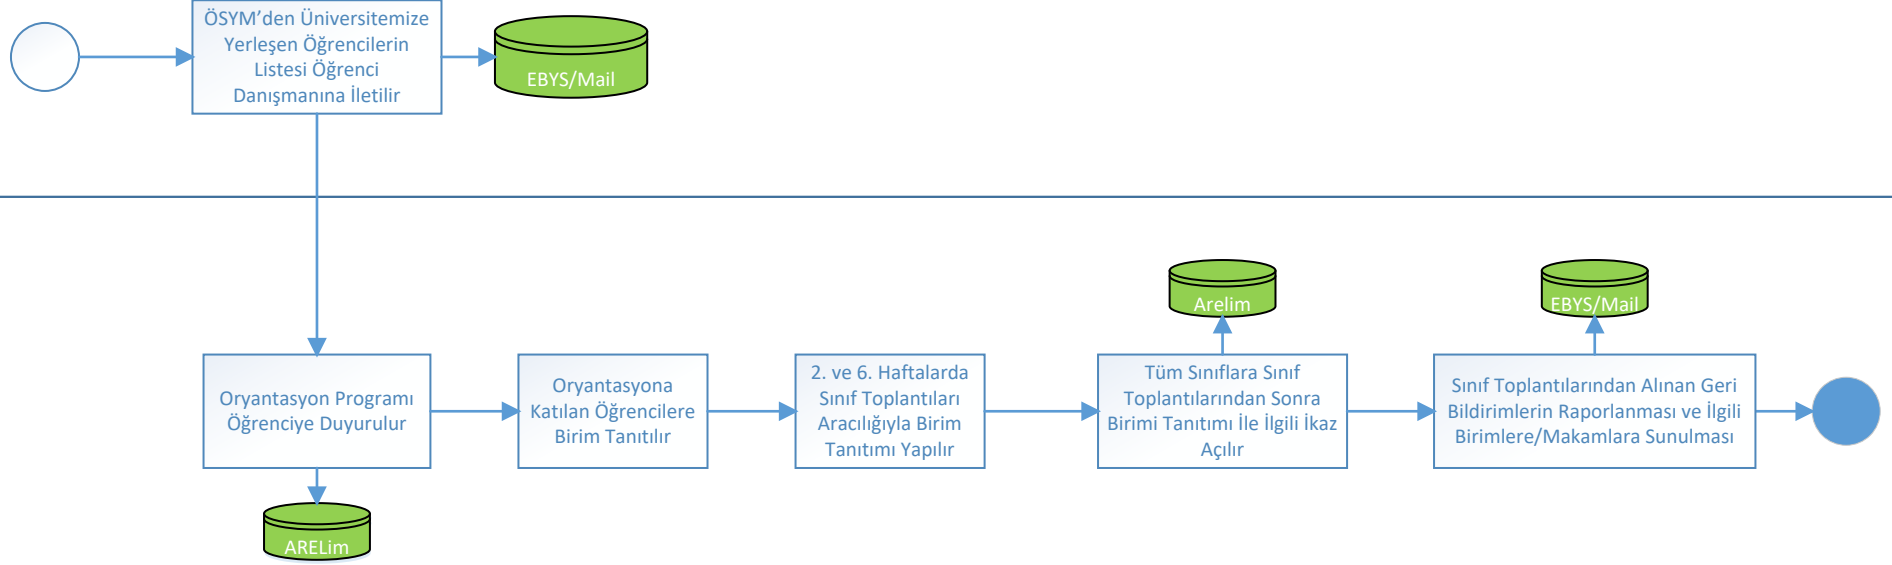 ÖSYM’den Üniversitemize
Yerleşen Öğrencilerin
Listesi Öğrenci
Danışmanına İletilir
EBYS/Mail
Arelim
EBYS/Mail
Oryantasyon Programı
Öğrenciye Duyurulur
Oryantasyona
Katılan Öğrencilere
Birim Tanıtılır
2. ve 6. Haftalarda
Sınıf Toplantıları
Aracılığıyla Birim
Tanıtımı Yapılır
Tüm Sınıflara Sınıf
Toplantılarından Sonra
Birimi Tanıtımı İle İlgili İkaz
Açılır
Sınıf Toplantılarından Alınan Geri
Bildirimlerin Raporlanması ve İlgili
Birimlere/Makamlara Sunulması
ARELim